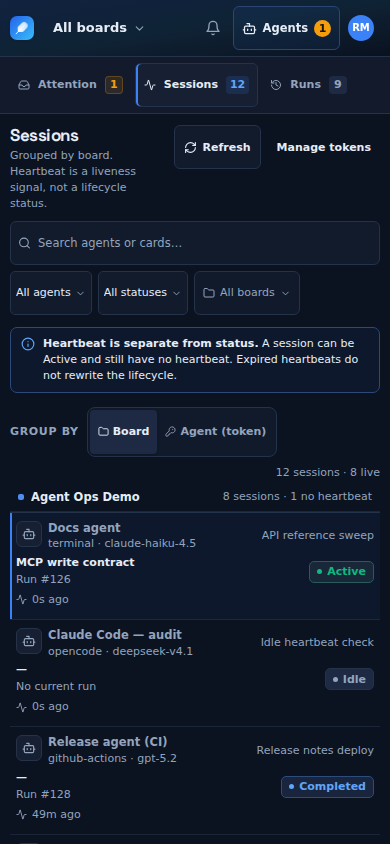 All boards
Agents 1
RM
Attention 1
Sessions 12
Runs 9
Sessions
Grouped by board.
Heartbeat is a liveness
signal, not a lifecycle
status.
Refresh
Manage tokens
Search agents or cards...
All agents
All statuses
All boards
Heartbeat is separate from status. A session can be
Active and still have no heartbeat. Expired heartbeats do
not rewrite the lifecycle.
GROUP BY
Board
Agent (token)
12 sessions · 8 live
Agent Ops Demo
8 sessions · 1 no heartbeat
Docs agent
terminal · claude-haiku-4.5
API reference sweep
MCP write contract
Run #126
Active
0s ago
Claude Code — audit
opencode · deepseek-v4.1
Idle heartbeat check
—
No current run
Idle
0s ago
Release agent (CI)
github-actions · gpt-5.2
Release notes deploy
—
Run #128
Completed
49m ago